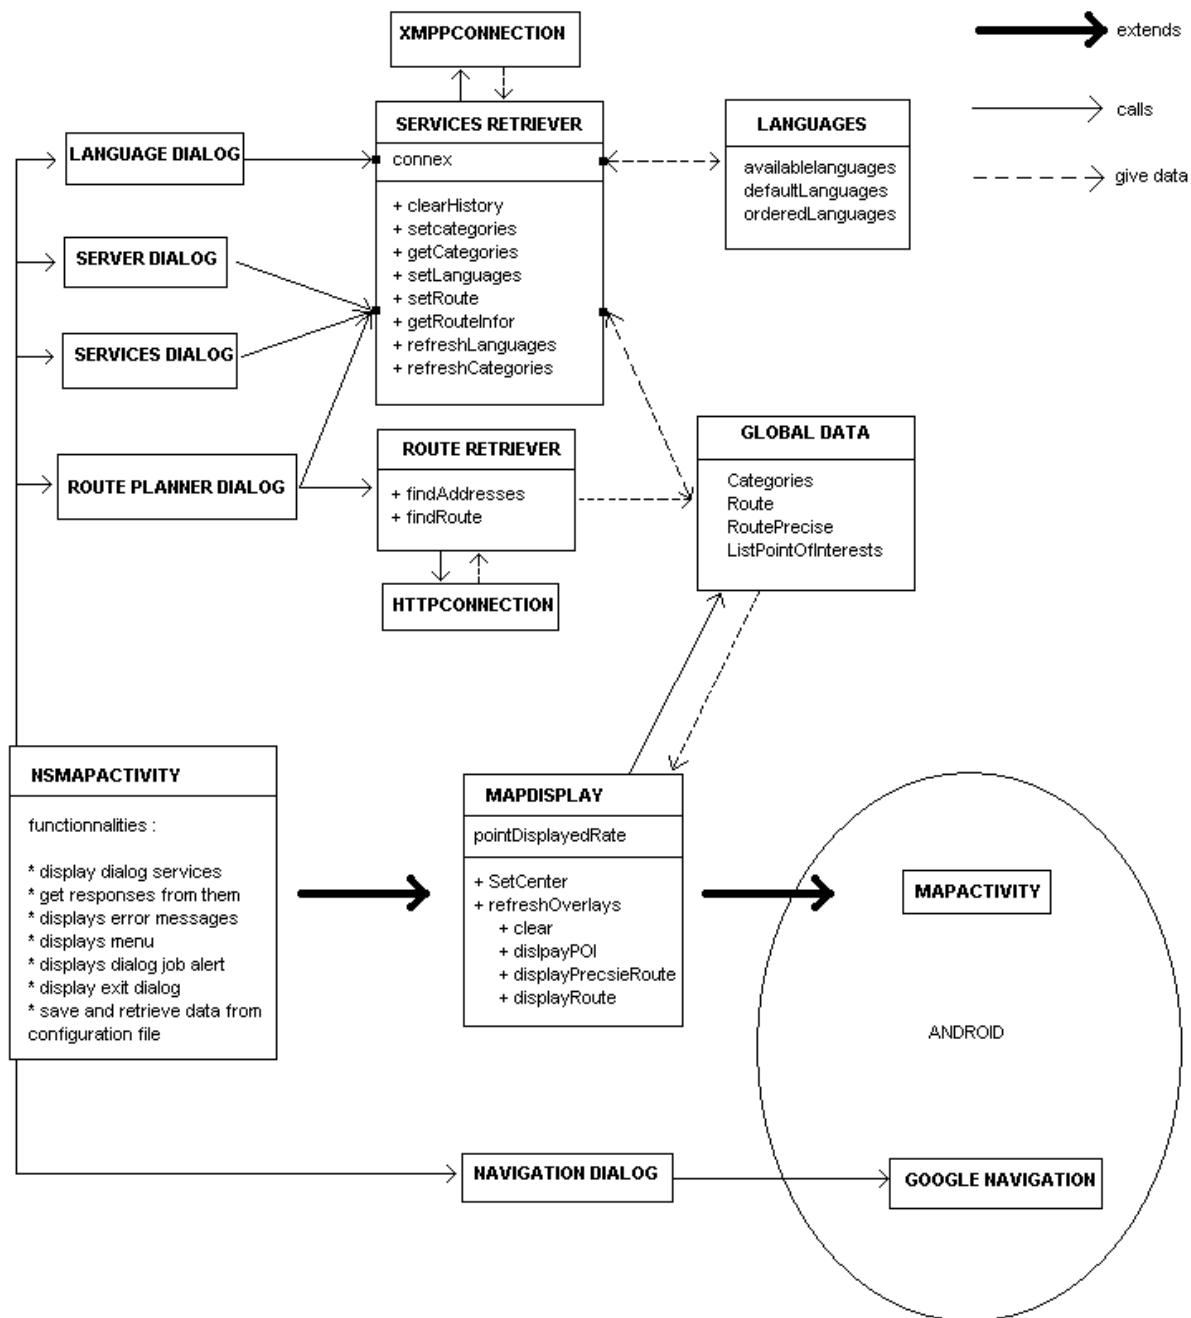 XMPPCONNECTION
extends
calls
give data
SERVICES RETRIEVER
connex
+ clearHistory
+ setcategories
+ getCategories
+ setLanguages
+ setRoute
+ getRouteInfor
+ refreshLanguages
+ refreshCategories
LANGUAGES
availablelanguages
defaultLanguages
orderedLanguages
LANGUAGE DIALOG
SERVER DIALOG
SERVICES DIALOG
ROUTE PLANNER DIALOG
ROUTE RETRIEVER
+ findAddresses
+ findRoute
HTTPCONNECTION
GLOBAL DATA
Categories
Route
RoutePrecise
ListPointOfInterests
NSMAPACTIVITY
functionnalities :
* display dialog services
* get responses from them
* displays error messages
* displays menu
* displays dialog job alert
* display exit dialog
* save and retrieve data from
configuration file
MAPDISPLAY
pointDisplayedRate
+ SetCenter
+ refreshOverlays
+ clear
+ dislpayPOI
+ displayPrecsieRoute
+ displayRoute
MAPACTIVITY
ANDROID
NAVIGATION DIALOG
GOOGLE NAVIGATION